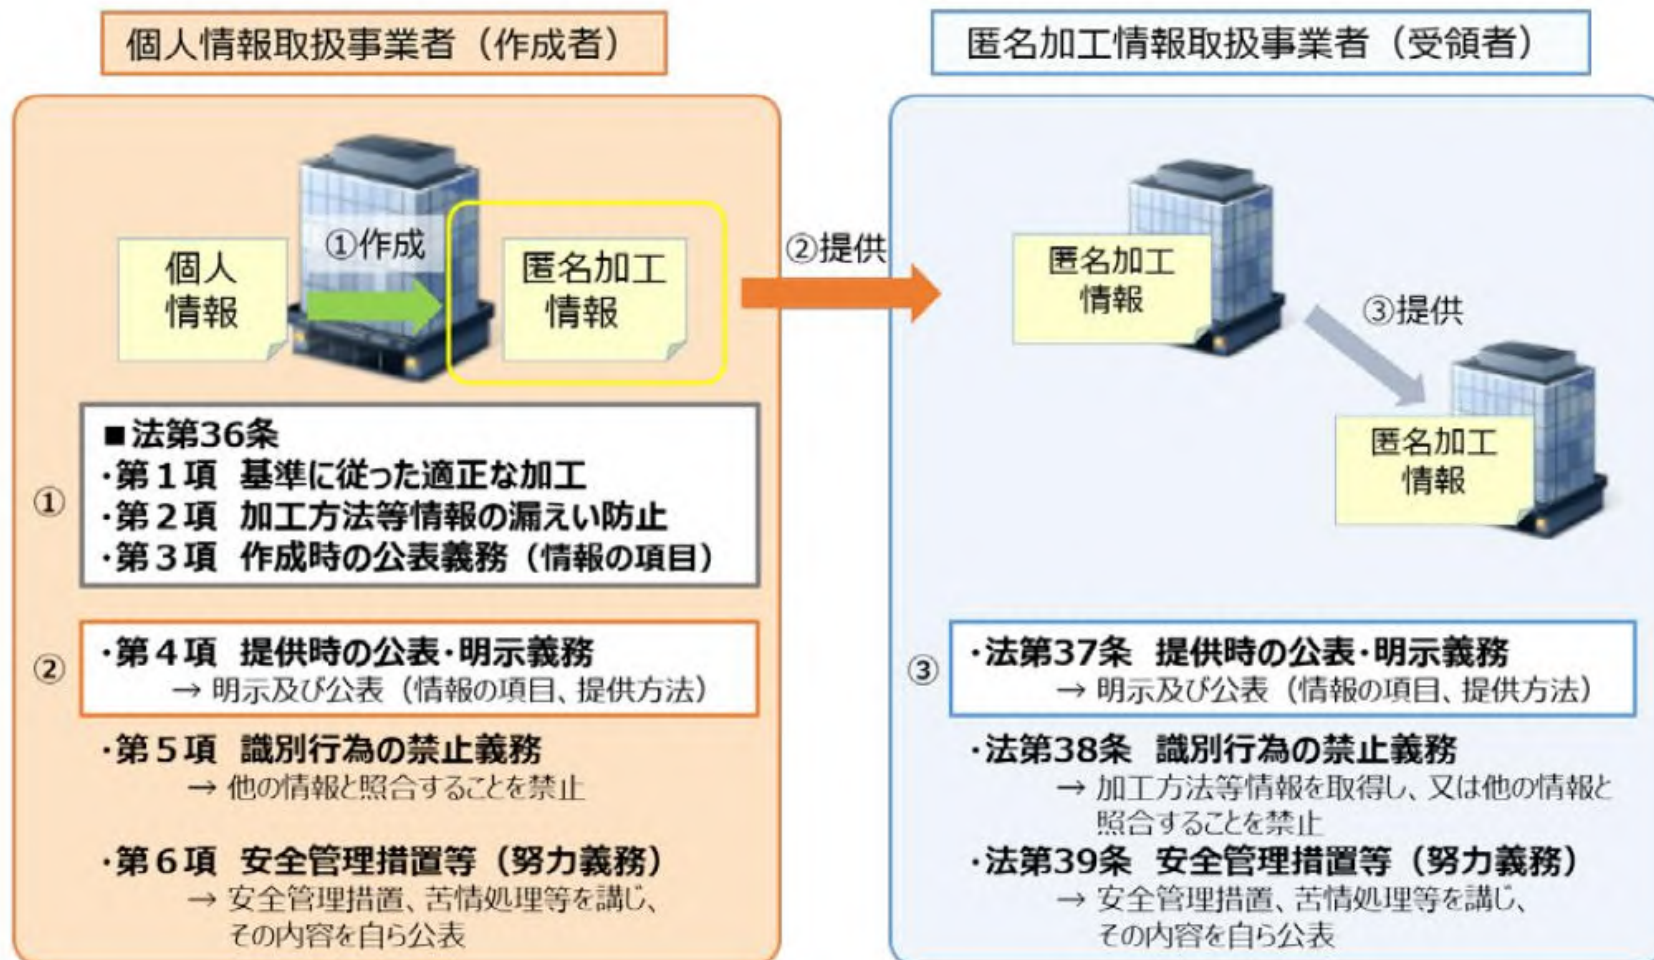 個人情報取扱事業者（作成者）
個人
情報
①作成
匿名加工
情報
②提供
■法第36条
①
・第１項 基準に従った適正な加工
・第２項 加工方法等情報の漏えい防止
・第３項 作成時の公表義務（情報の項目）
②
・第４項 提供時の公表・明示義務
→ 明示及び公表（情報の項目、提供方法）
・第５項 識別行為の禁止義務
→ 他の情報と照合することを禁止
・第６項 安全管理措置等（努力義務）
→ 安全管理措置、苦情処理等を講じ、
その内容を自ら公表
匿名加工情報取扱事業者（受領者）
匿名加工
情報
③提供
匿名加工
情報
③
・法第37条 提供時の公表・明示義務
→ 明示及び公表（情報の項目、提供方法）
・法第38条 識別行為の禁止義務
→ 加工方法等情報を取得し、又は他の情報と
照合することを禁止
・法第39条 安全管理措置等（努力義務）
→ 安全管理措置、苦情処理等を講じ、
その内容を自ら公表